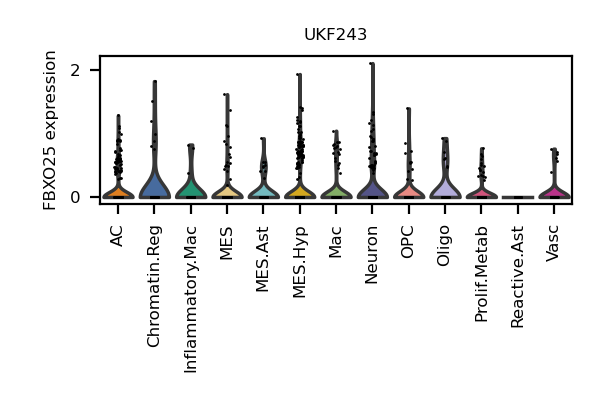 UKF243
FBXO25 expression
2
0
AC
Chromatin.Reg
Inflammatory.Mac
MES
MES.Ast
MES.Hyp
Mac
Neuron
OPC
Oligo
Prolif.Metab
Reactive.Ast
Vasc